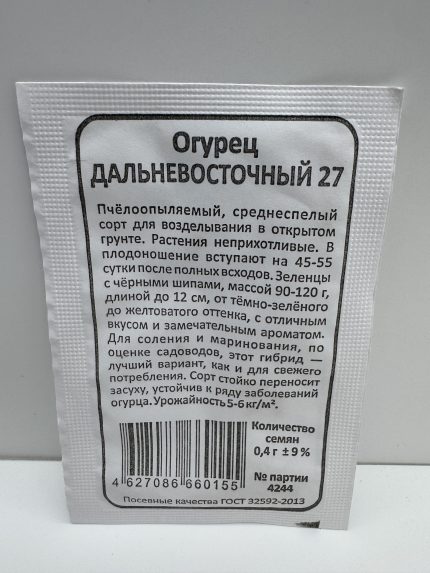 Огурец
ДАЛЬНЕВОСТОЧНЫЙ 27
Пчёлоопыляемый, среднеспелый
сорт для возделывания в открытом
грунте. Растения неприхотливые. В
плодоношение вступают на 45-55
сутки после полных всходов. Зеленцы
с чёрными шипами, массой 90-120 г,
длиной до 12 см, от тёмно-зелёного
до желтоватого оттенка, с отличным
вкусом и замечательным ароматом.
Для соления и маринования, по
оценке садоводов, этот гибрид —
лучший вариант, как и для свежего
потребления. Сорт стойко переносит
засуху, устойчив к ряду заболеваний
огурца. Урожайность 5-6 кг/м².
Количество
семян
0,4 г ±9%
№ партии
4244
4 627086 660155
Посевные качества ГОСТ 32592-2013